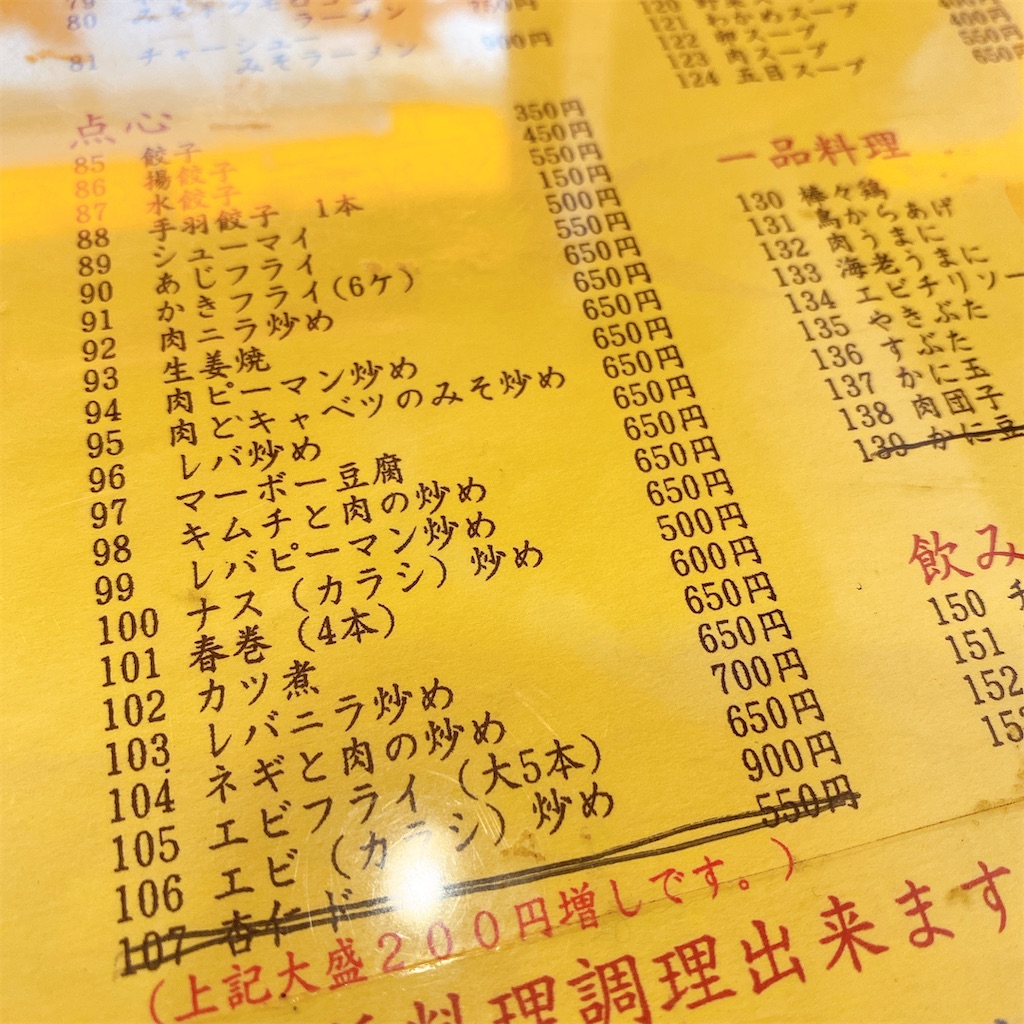 79
80 ラーメン
81 チャーシュー
みそラーメン 900円
点心
85 餃子 350円
86 揚餃子 450円
87 水餃子 550円
88 手羽餃子 1本 150円
89 シューマイ 500円
90 あじフライ 550円
91 かきフライ(6ケ) 650円
92 肉ニラ炒め 650円
93 生姜焼 650円
94 肉ピーマン炒め 650円
95 肉とキャベツのみそ炒め 650円
96 レバ炒め 650円
97 マーボー豆腐 650円
98 キムチと肉の炒め 650円
99 レバピーマン炒め 650円
100 ナス(カラシ)炒め 500円
101 春巻(4本) 600円
102 カツ煮 650円
103 レバニラ炒め 650円
104 ネギと肉の炒め 700円
105 エビフライ(大5本) 650円
106 エビ(カラシ)炒め 900円
107 杏仁ド 550円
(上記大盛200円増しです。)
料理調理出来ます
120 スープ
121 わかめスープ 400円
122 卵スープ 400円
123 肉スープ 550円
124 五目スープ 650円
一品料理
130 棒々鶏
131 鳥からあげ
132 肉うまに
133 海老うまに
134 エビチリソー
135 やきぶた
136 すぶた
137 かに玉
138 肉団子
139 かに豆
飲み
150 チ
151
152
153